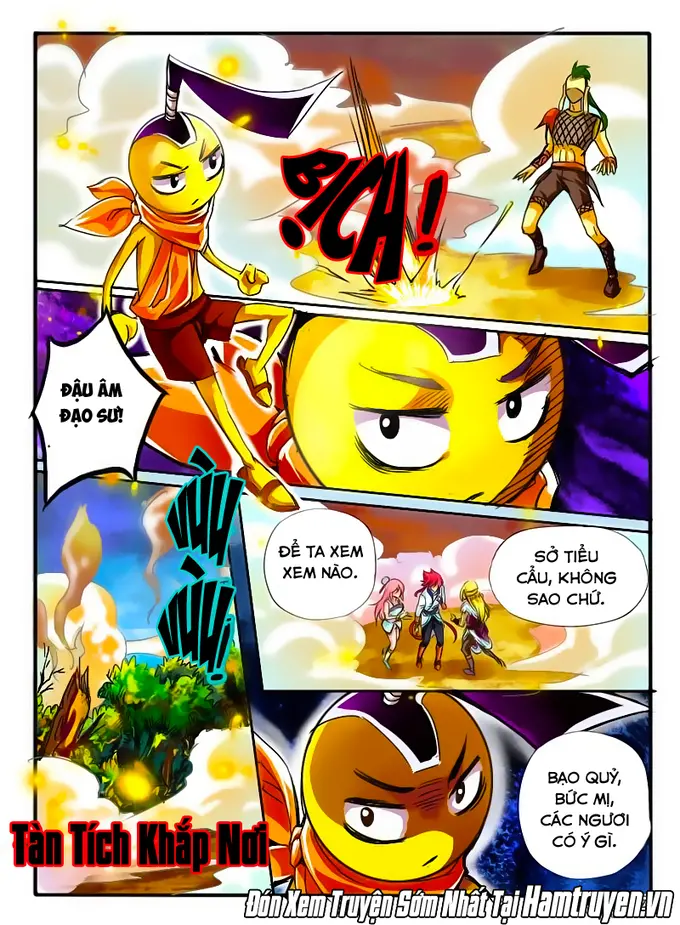 BỊCH!
ĐẬU ÂM
ĐẠO SƯ!
VÙ
VÙ!
ĐỂ TA XEM
XEM NÀO.
SỞ TIỂU
CẨU, KHÔNG
SAO CHỨ.
BẠO QUỶ,
BỨC MỊ,
CÁC NGƯƠI
CÓ Ý GÌ.
Tàn Tích Khắp Nơi
Đón Xem Truyện Sớm Nhất Tại Hamtruyen.vn